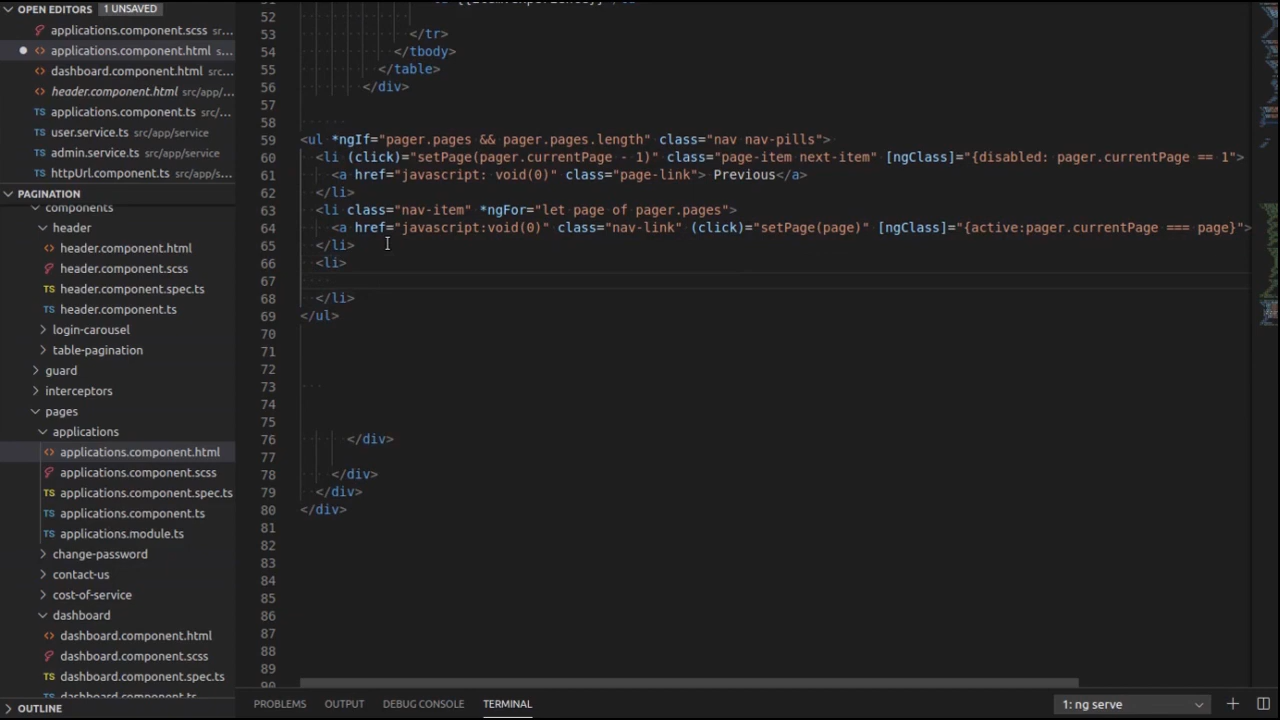 OPEN EDITORS 1 UNSAVED
applications.component.scss sr...
applications.component.html s...
dashboard.component.html src...
header.component.html src/app/...
applications.component.ts src/...
user.service.ts src/app/service
admin.service.ts src/app/service
httpUrl.component.ts src/app/s...
PAGINATION
components
header
header.component.html
header.component.scss
header.component.spec.ts
header.component.ts
login-carousel
table-pagination
guard
interceptors
pages
applications
applications.component.html
applications.component.scss
applications.component.spec.ts
applications.component.ts
applications.module.ts
change-password
contact-us
cost-of-service
dashboard
dashboard.component.html
dashboard.component.scss
dashboard.component.spec.ts
dashboard.component.ts
OUTLINE
52
53 </tr>
54 </tbody>
55 </table>
56 </div>
57
58
59 <ul *ngIf="pager.pages && pager.pages.length" class="nav nav-pills">
60 <li (click)="setPage(pager.currentPage - 1)" class="page-item next-item" [ngClass]="{disabled: pager.currentPage == 1">
61 <a href="javascript: void(0)" class="page-link"> Previous</a>
62 </li>
63 <li class="nav-item" *ngFor="let page of pager.pages">
64 <a href="javascript:void(0)" class="nav-link" (click)="setPage(page)" [ngClass]="{active:pager.currentPage === page}">
65 </li>
66 <li>
67
68 </li>
69 </ul>
70
71
72
73
74
75
76 </div>
77
78 </div>
79 </div>
80 </div>
81
82
83
84
85
86
87
88
89
90
PROBLEMS OUTPUT DEBUG CONSOLE TERMINAL 1: ng serve